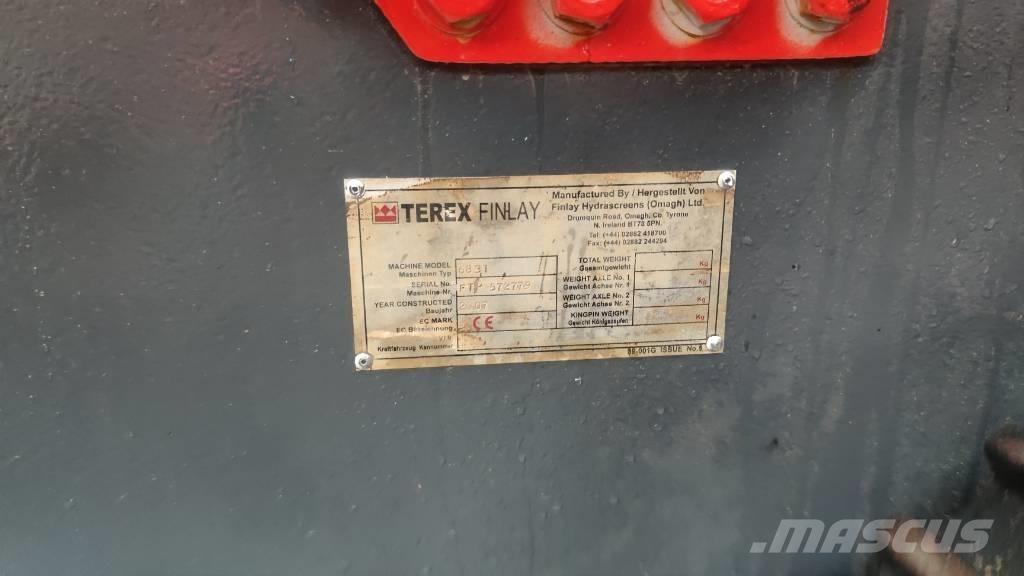 TEREX FINLAY
Manufactured By / Hergestellt Von
Finlay Hydrascreens (Omagh) Ltd.
Drumquin Road, Omagh, Co. Tyrone
N. Ireland BT78 5PN.
Tel: (+44) 02882 418700
Fax: (+44) 02882 244294
MACHINE MODEL 6831
Maschinen Typ
SERIAL No. 572779
Maschine-Nr.
YEAR CONSTRUCTED
Baujahr
EC MARK CE
EC Bezeichnung
V.I.N.
Kraftfahrzeug Kennummer
TOTAL WEIGHT Kg
Gesamtgewicht
WEIGHT AXLE No. 1 Kg
Gewicht Achse Nr. 1
WEIGHT AXLE No. 2 Kg
Gewicht Achse Nr. 2
KINGPIN WEIGHT Kg
Gewicht Königszapfen
ISSUE No.
MASCUS